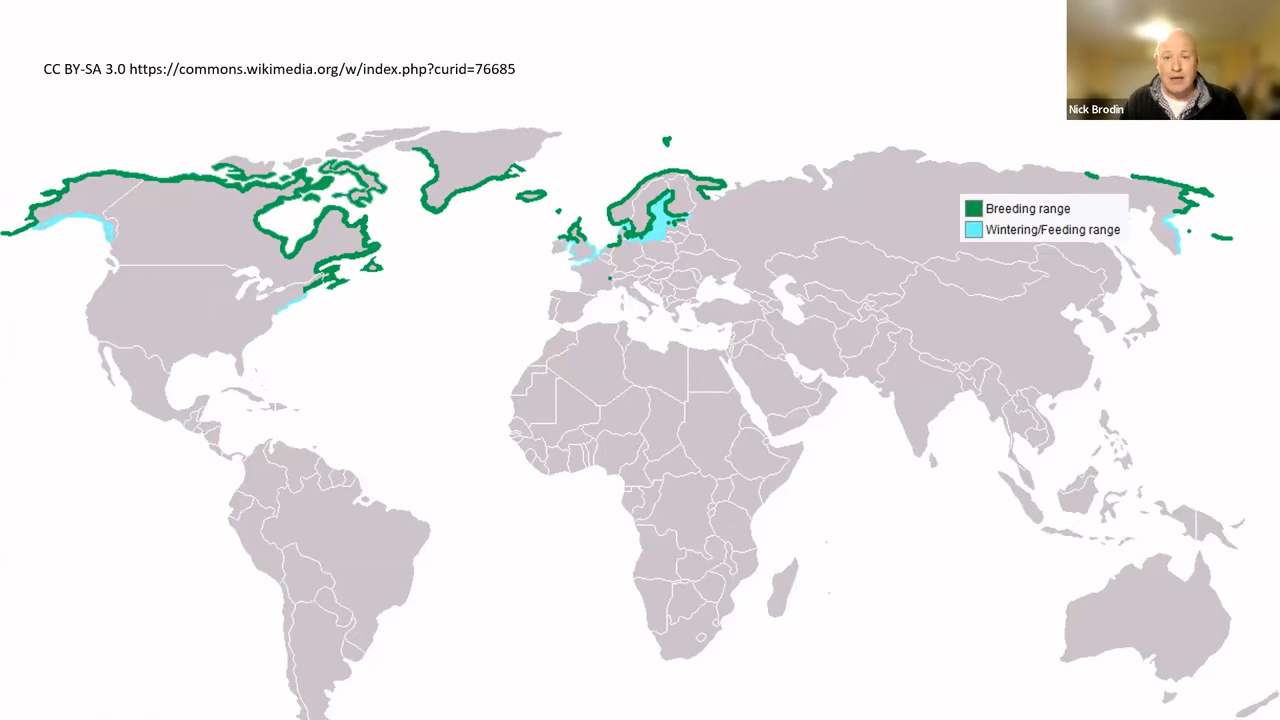 CC BY-SA 3.0 https://commons.wikimedia.org/w/index.php?curid=76685
Nick Brodin
Breeding range
Wintering/Feeding range